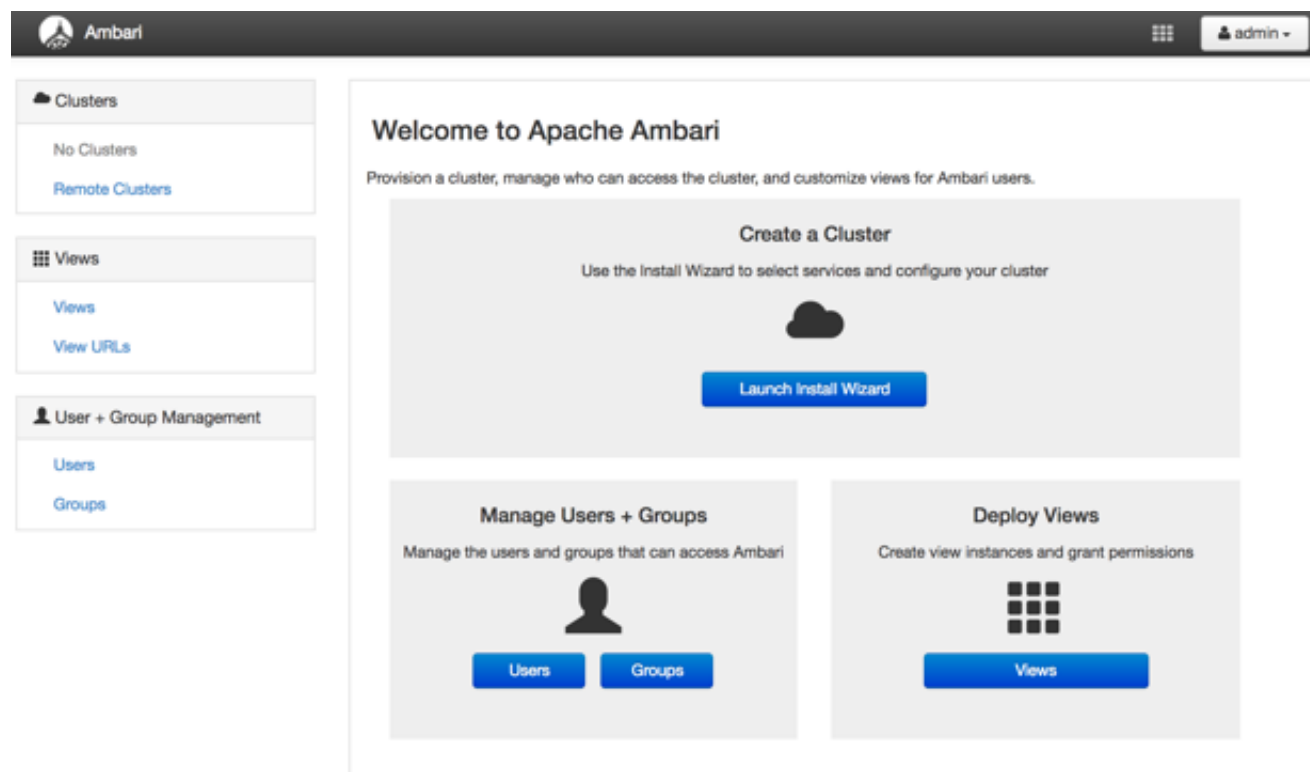 Ambari
admin
Clusters
No Clusters
Remote Clusters
Views
Views
View URLs
User + Group Management
Users
Groups
Welcome to Apache Ambari
Provision a cluster, manage who can access the cluster, and customize views for Ambari users.
Create a Cluster
Use the Install Wizard to select services and configure your cluster
Launch Install Wizard
Manage Users + Groups
Manage the users and groups that can access Ambari
Users
Groups
Deploy Views
Create view instances and grant permissions
Views